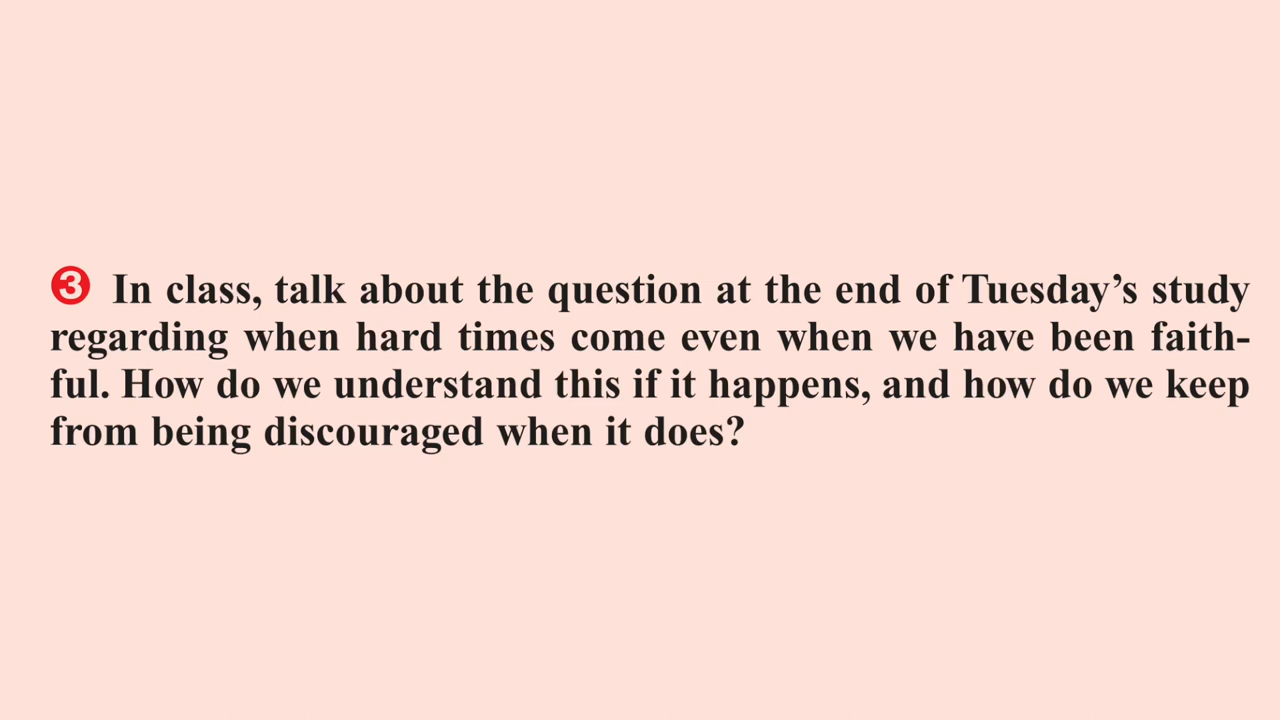 ❸ In class, talk about the question at the end of Tuesday’s study
regarding when hard times come even when we have been faith-
ful. How do we understand this if it happens, and how do we keep
from being discouraged when it does?